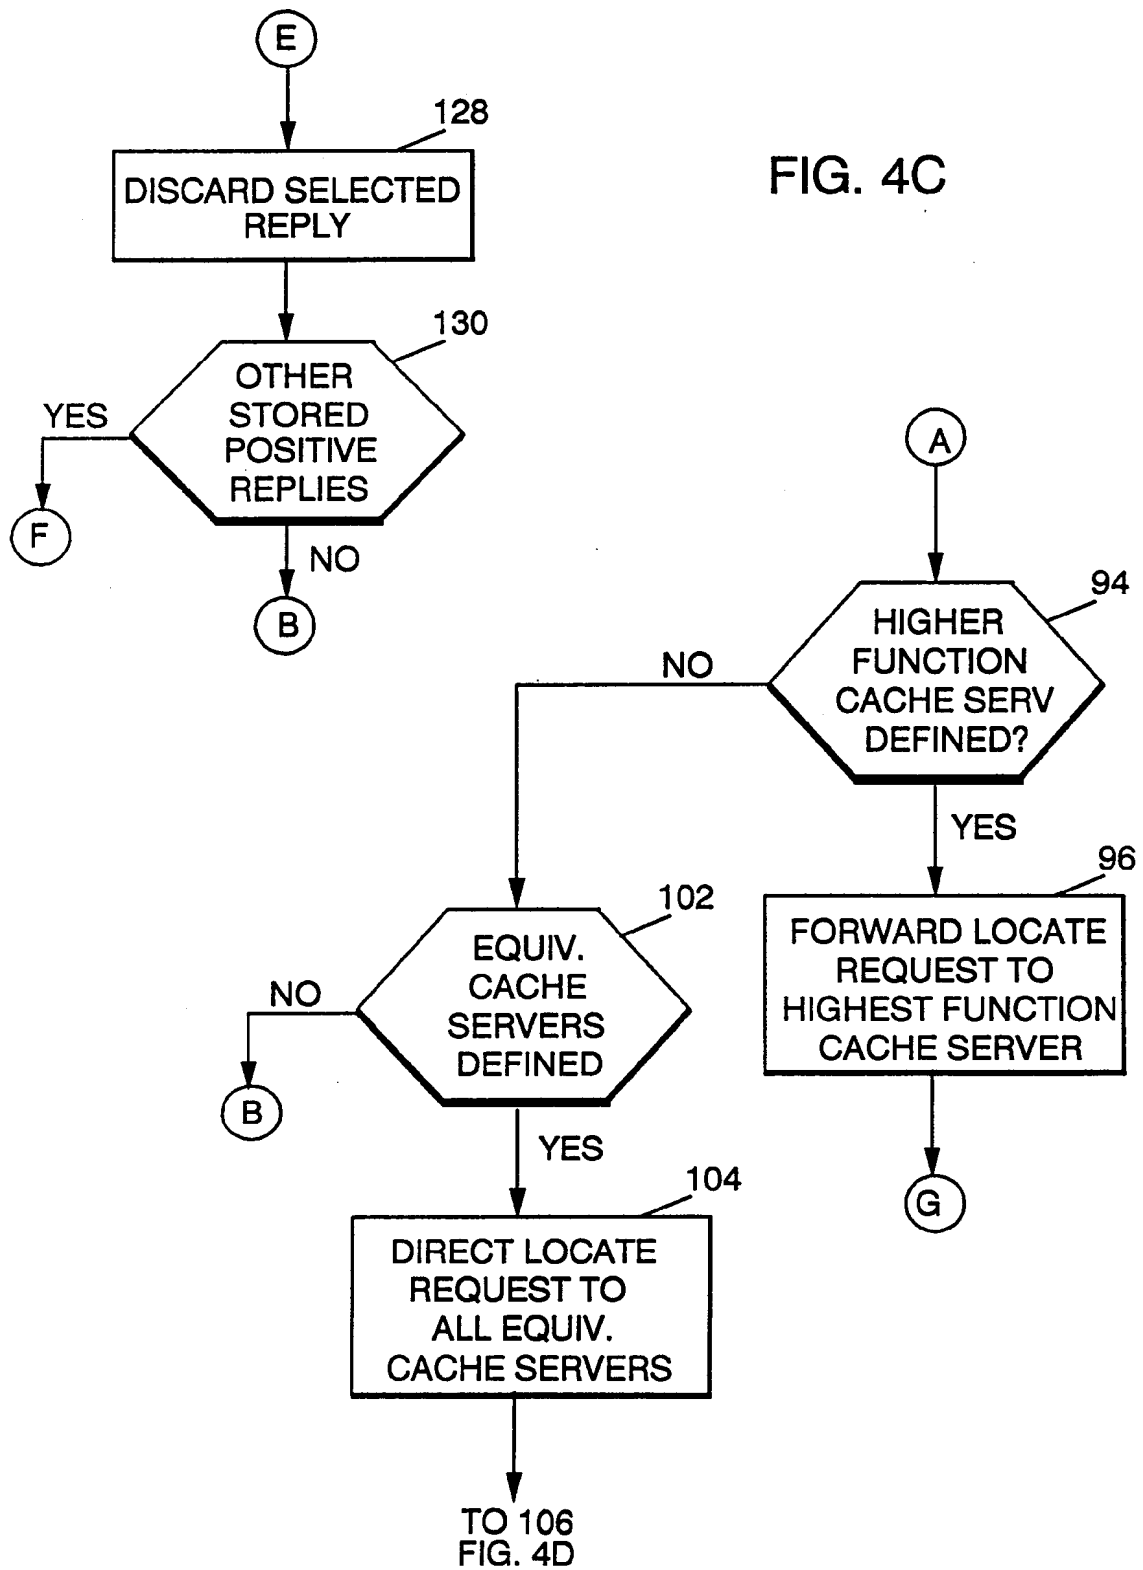 E
128
DISCARD SELECTED
REPLY
FIG. 4C
130
OTHER
STORED
POSITIVE
REPLIES
YES
F
NO
B
A
94
HIGHER
FUNCTION
CACHE SERV
DEFINED?
NO
YES
96
FORWARD LOCATE
REQUEST TO
HIGHEST FUNCTION
CACHE SERVER
G
102
EQUIV.
CACHE
SERVERS
DEFINED
NO
B
YES
104
DIRECT LOCATE
REQUEST TO
ALL EQUIV.
CACHE SERVERS
TO 106
FIG. 4D